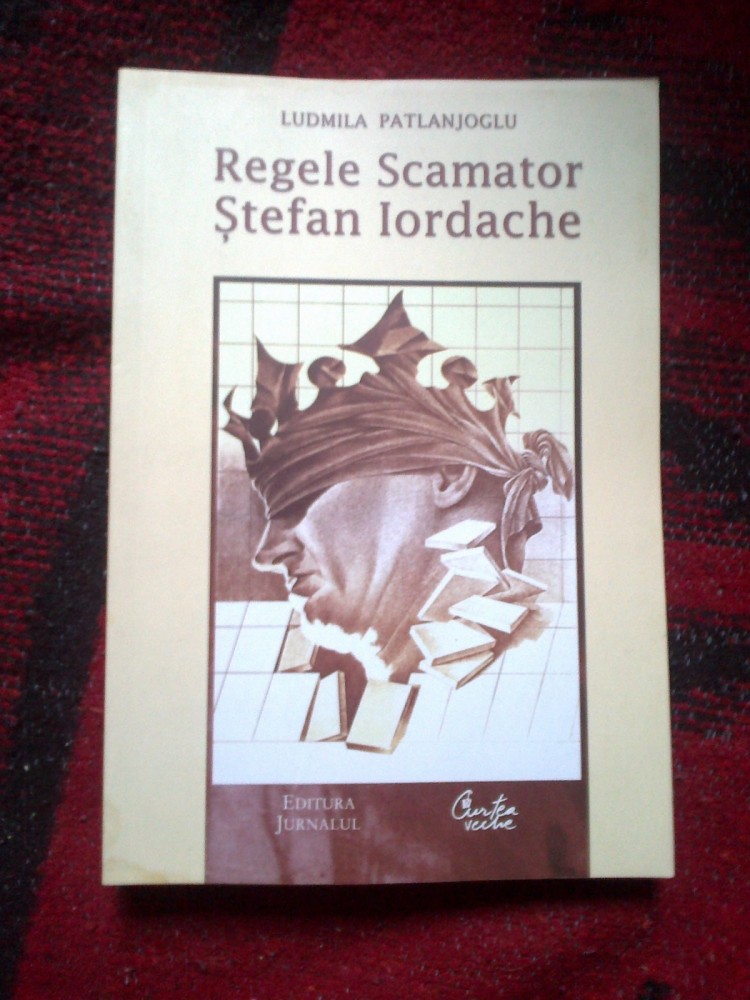 LUDMILA PATLANJOGLU
Regele Scamator
Ștefan Iordache
EDITURA
JURNALUL
Curtea
veche